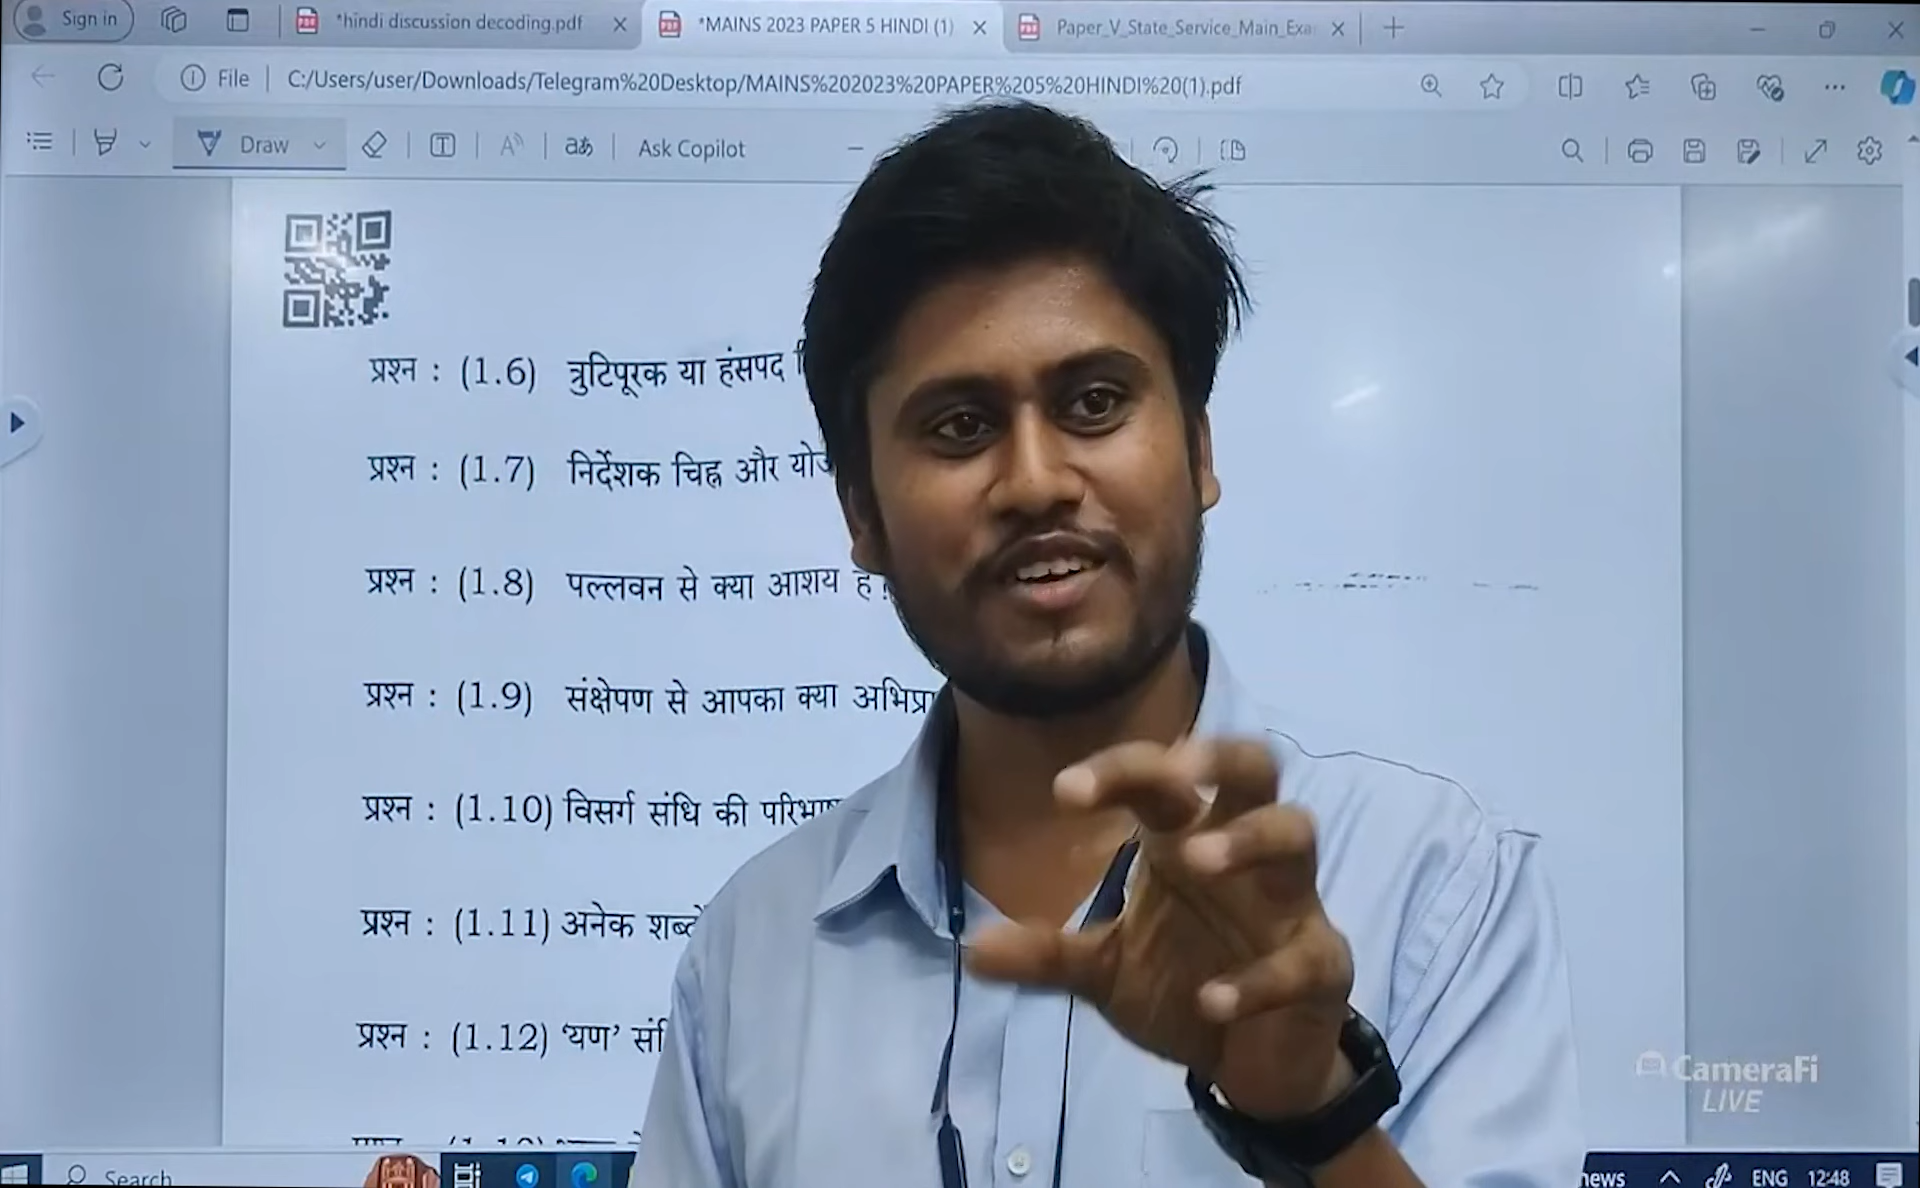 Sign in
*hindi discussion decoding.pdf
*MAINS 2023 PAPER 5 HINDI (1)
Paper_V_State_Service_Main_Exa
File
C:/Users/user/Downloads/Telegram%20Desktop/MAINS%202023%20PAPER%205%20HINDI%20(1).pdf
Draw
Ask Copilot
प्रश्न : (1.6) त्रुटिपूरक या हंसपद
प्रश्न : (1.7) निर्देशक चिह्न और
प्रश्न : (1.8) पल्लवन से क्या आशय है?
प्रश्न : (1.9) संक्षेपण से आपका क्या
प्रश्न : (1.10) विसर्ग संधि की
प्रश्न : (1.11) अनेक
प्रश्न : (1.12) ‘यण’
CameraFi
LIVE
Search
news
ENG
12:48